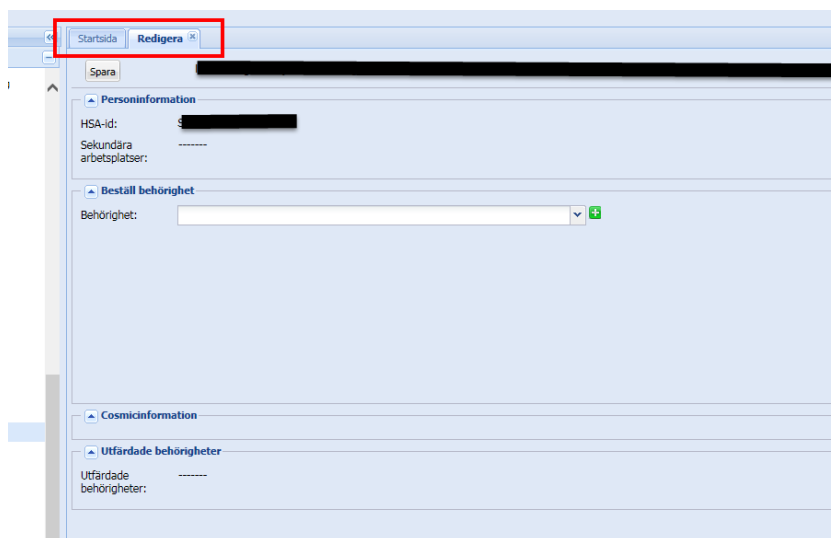 Startsida Redigera
Spara
Personinformation
HSA-id:
Sekundära -------
arbetsplatser:
Beställ behörighet
Behörighet:
Cosmicinformation
Utfärdade behörigheter
Utfärdade -------
behörigheter: